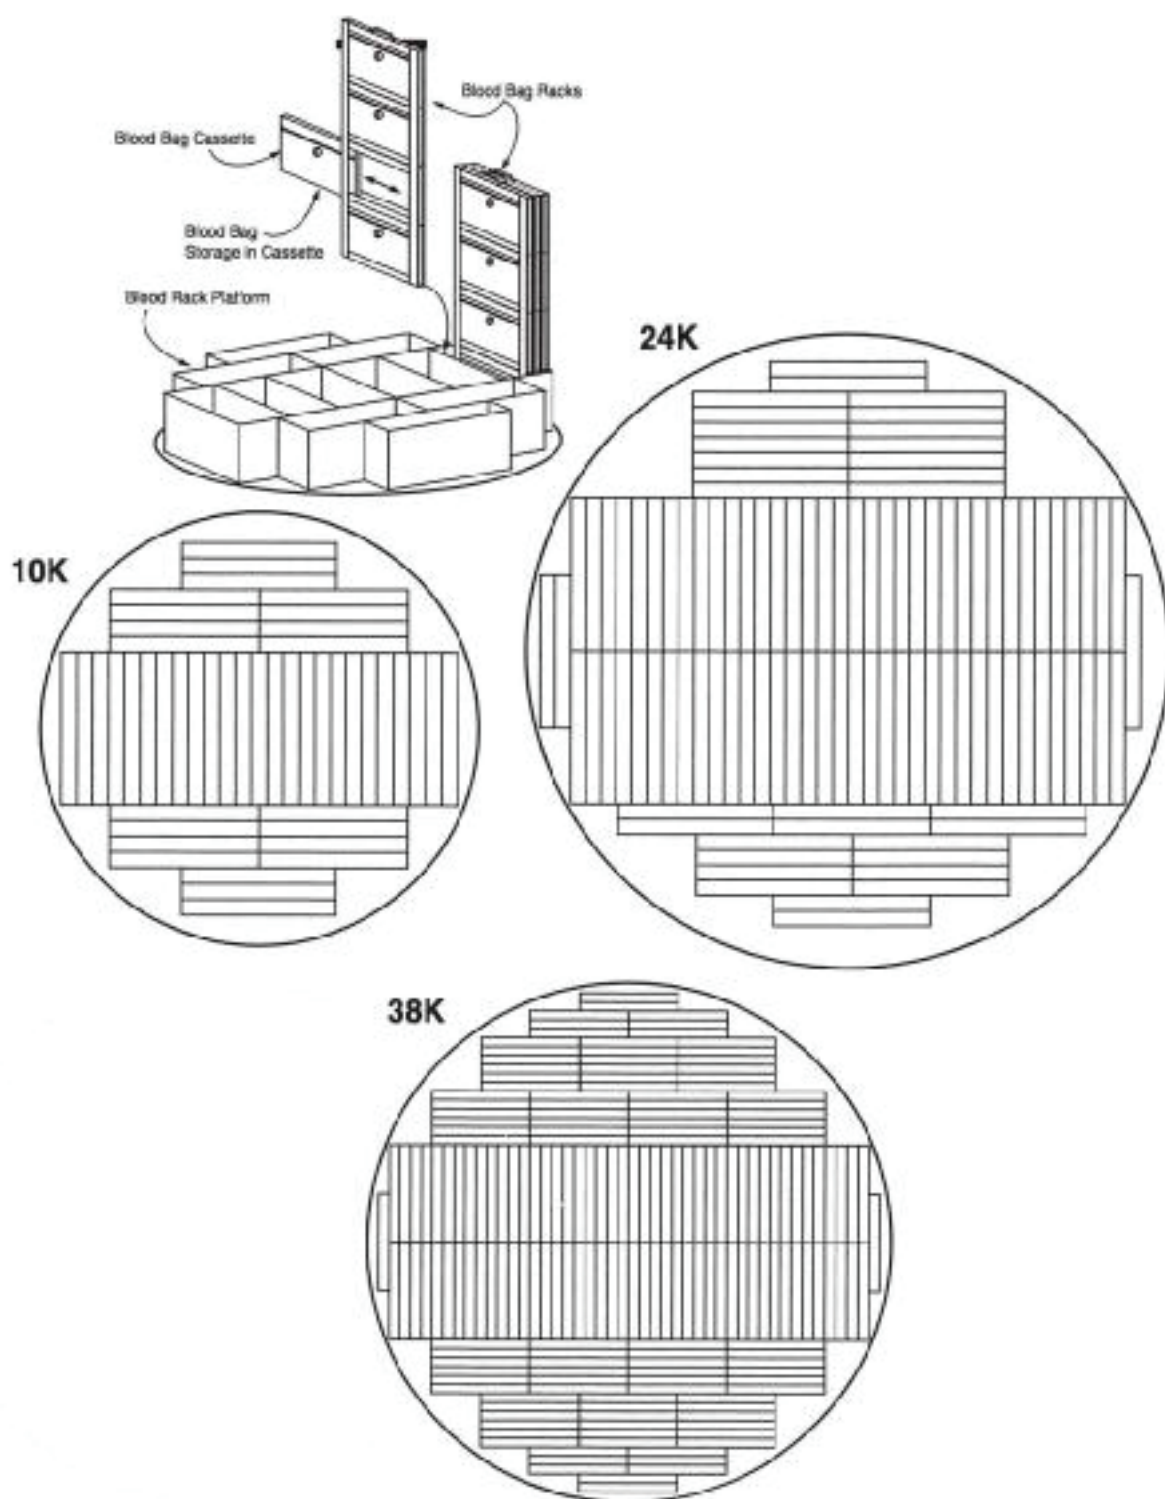 Blood Bag Racks
Blood Bag Cassette
Blood Bag
Storage In Cassette
Blood Rack Platform
24K
10K
38K